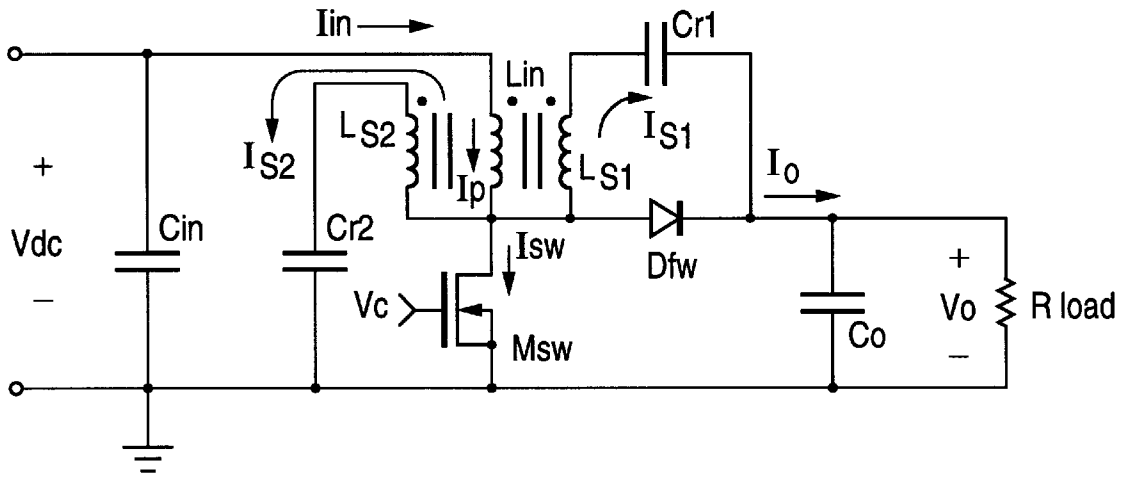 Iin
Cr1
Lin
LS2
IS2
Ip
LS1
IS1
Io
+
Vdc
−
Cin
Cr2
Isw
Dfw
Vc
Msw
Co
+
Vo
−
R load